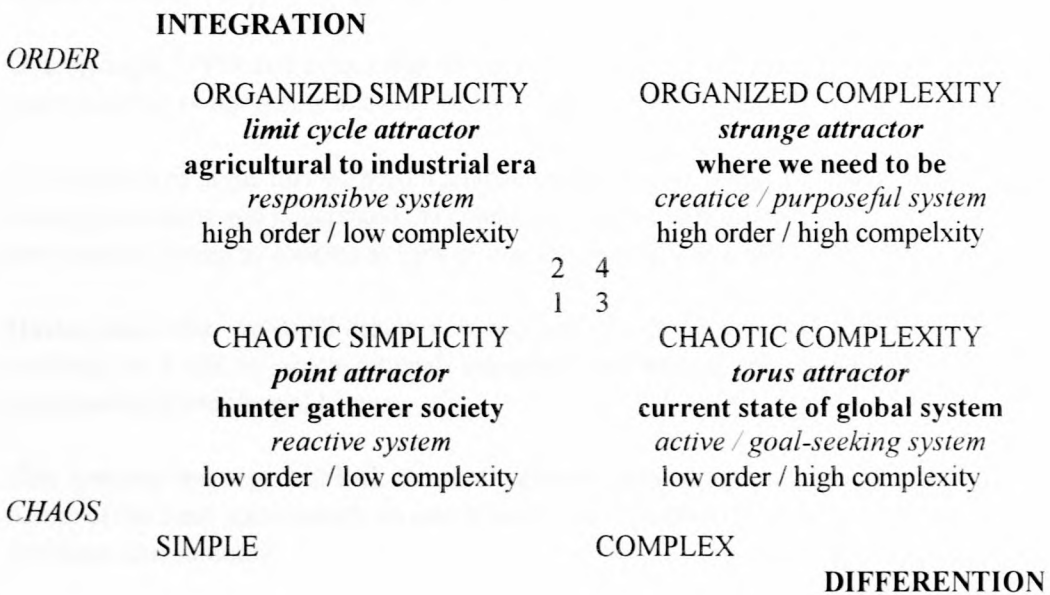 INTEGRATION
ORDER
ORGANIZED SIMPLICITY ORGANIZED COMPLEXITY
limit cycle attractor strange attractor
agricultural to industrial era where we need to be
responsibve system creatice / purposeful system
high order / low complexity high order / high compelxity
2 4
1 3
CHAOTIC SIMPLICITY CHAOTIC COMPLEXITY
point attractor torus attractor
hunter gatherer society current state of global system
reactive system active / goal-seeking system
low order / low complexity low order / high complexity
CHAOS
SIMPLE COMPLEX
DIFFERENTION